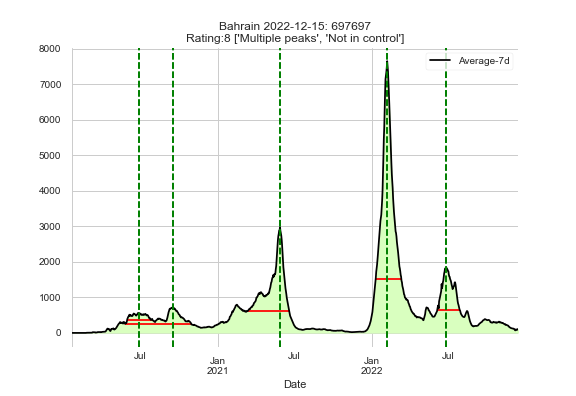 Bahrain 2022-12-15: 697697
Rating:8 ['Multiple peaks', 'Not in control']
Average-7d
8000
7000
6000
5000
4000
3000
2000
1000
0
Jul Jan Jul Jan Jul
2021 2022
Date